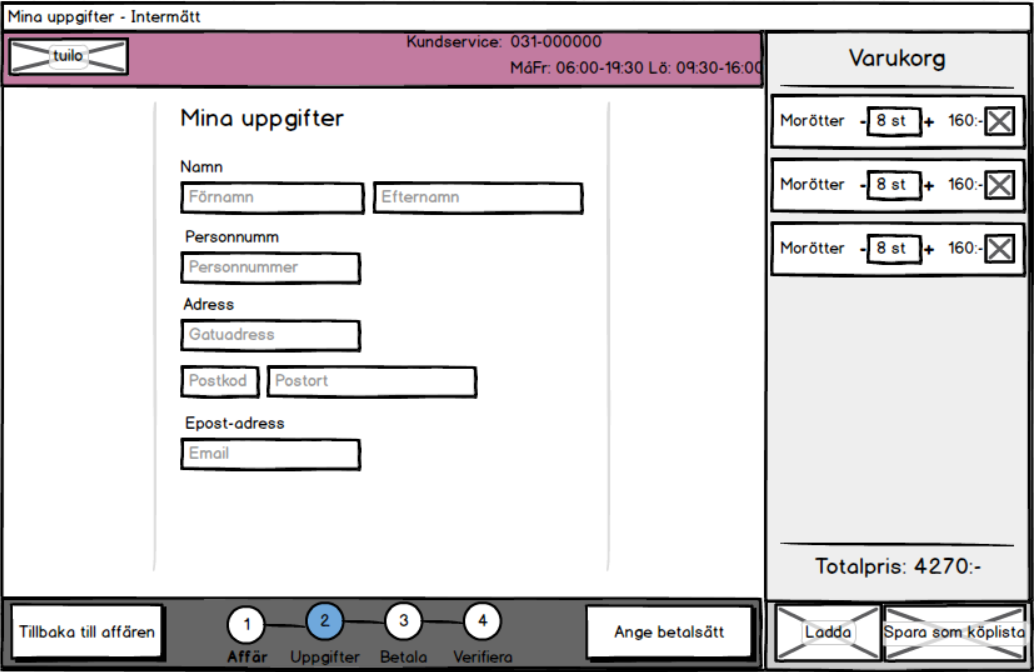 Mina uppgifter - Intermätt
tuilo
Kundservice: 031-000000
MåFr: 06:00-19:30 Lö: 09:30-16:00
Mina uppgifter
Namn
Förnamn Efternamn
Personnumm
Personnummer
Adress
Gatuadress
Postkod Postort
Epost-adress
Email
Varukorg
Morötter - 8 st + 160:-
Morötter - 8 st + 160:-
Morötter - 8 st + 160:-
Totalpris: 4270:-
Tillbaka till affären
1 2 3 4
Affär Uppgifter Betala Verifiera
Ange betalsätt
Ladda
Spara som köplista